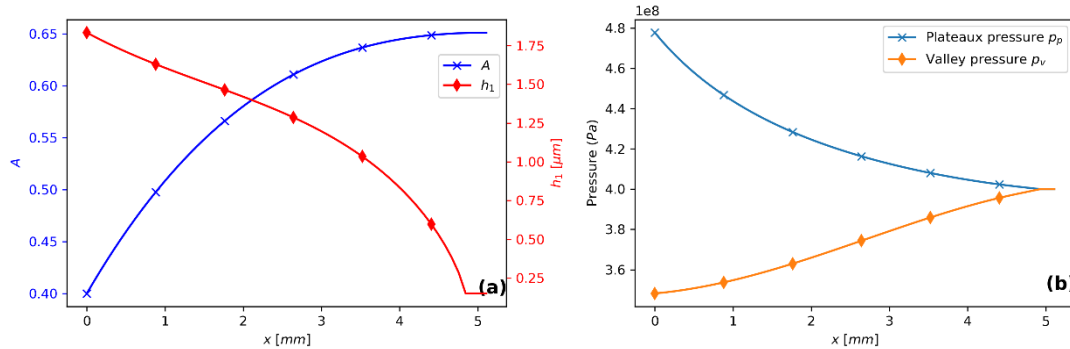 0.65
0.60
0.55
0.50
0.45
0.40
A
0 1 2 3 4 5
x [mm]
A
h₁
1.75
1.50
1.25
1.00
0.75
0.50
0.25
h₁ [μm]
(a)
1e8
4.8
4.6
4.4
4.2
4.0
3.8
3.6
Pressure (Pa)
0 1 2 3 4 5
x [mm]
Plateaux pressure pₚ
Valley pressure pᵥ
(b)